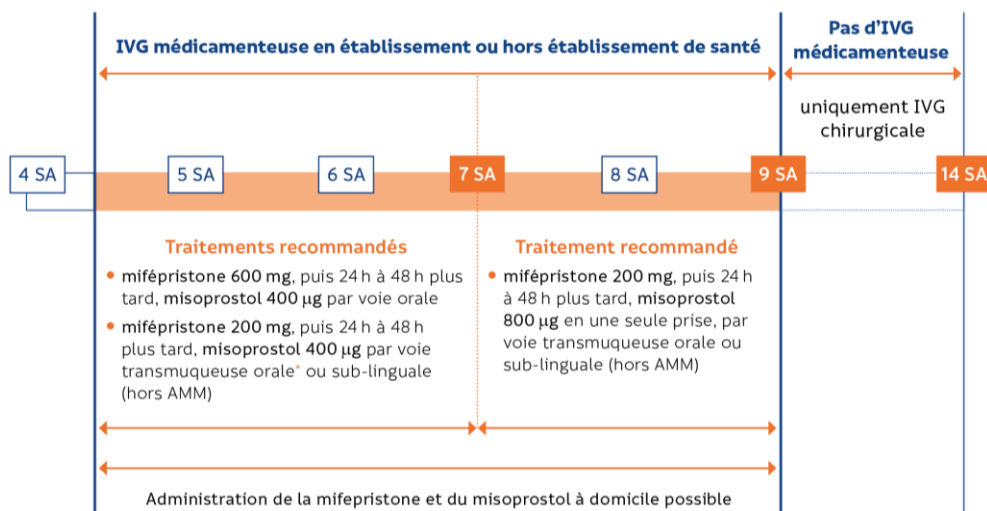 IVG médicamenteuse en établissement ou hors établissement de santé
Pas d'IVG
médicamenteuse
uniquement IVG
chirurgicale
4 SA
5 SA
6 SA
7 SA
8 SA
9 SA
14 SA
Traitements recommandés
• mifépristone 600 mg, puis 24 h à 48 h plus
tard, misoprostol 400 µg par voie orale
• mifépristone 200 mg, puis 24 h à 48 h
plus tard, misoprostol 400 µg par voie
transmuqueuse orale* ou sub-linguale
(hors AMM)
Traitement recommandé
• mifépristone 200 mg, puis 24 h
à 48 h plus tard, misoprostol
800 µg en une seule prise, par
voie transmuqueuse orale ou
sub-linguale (hors AMM)
Administration de la mifepristone et du misoprostol à domicile possible